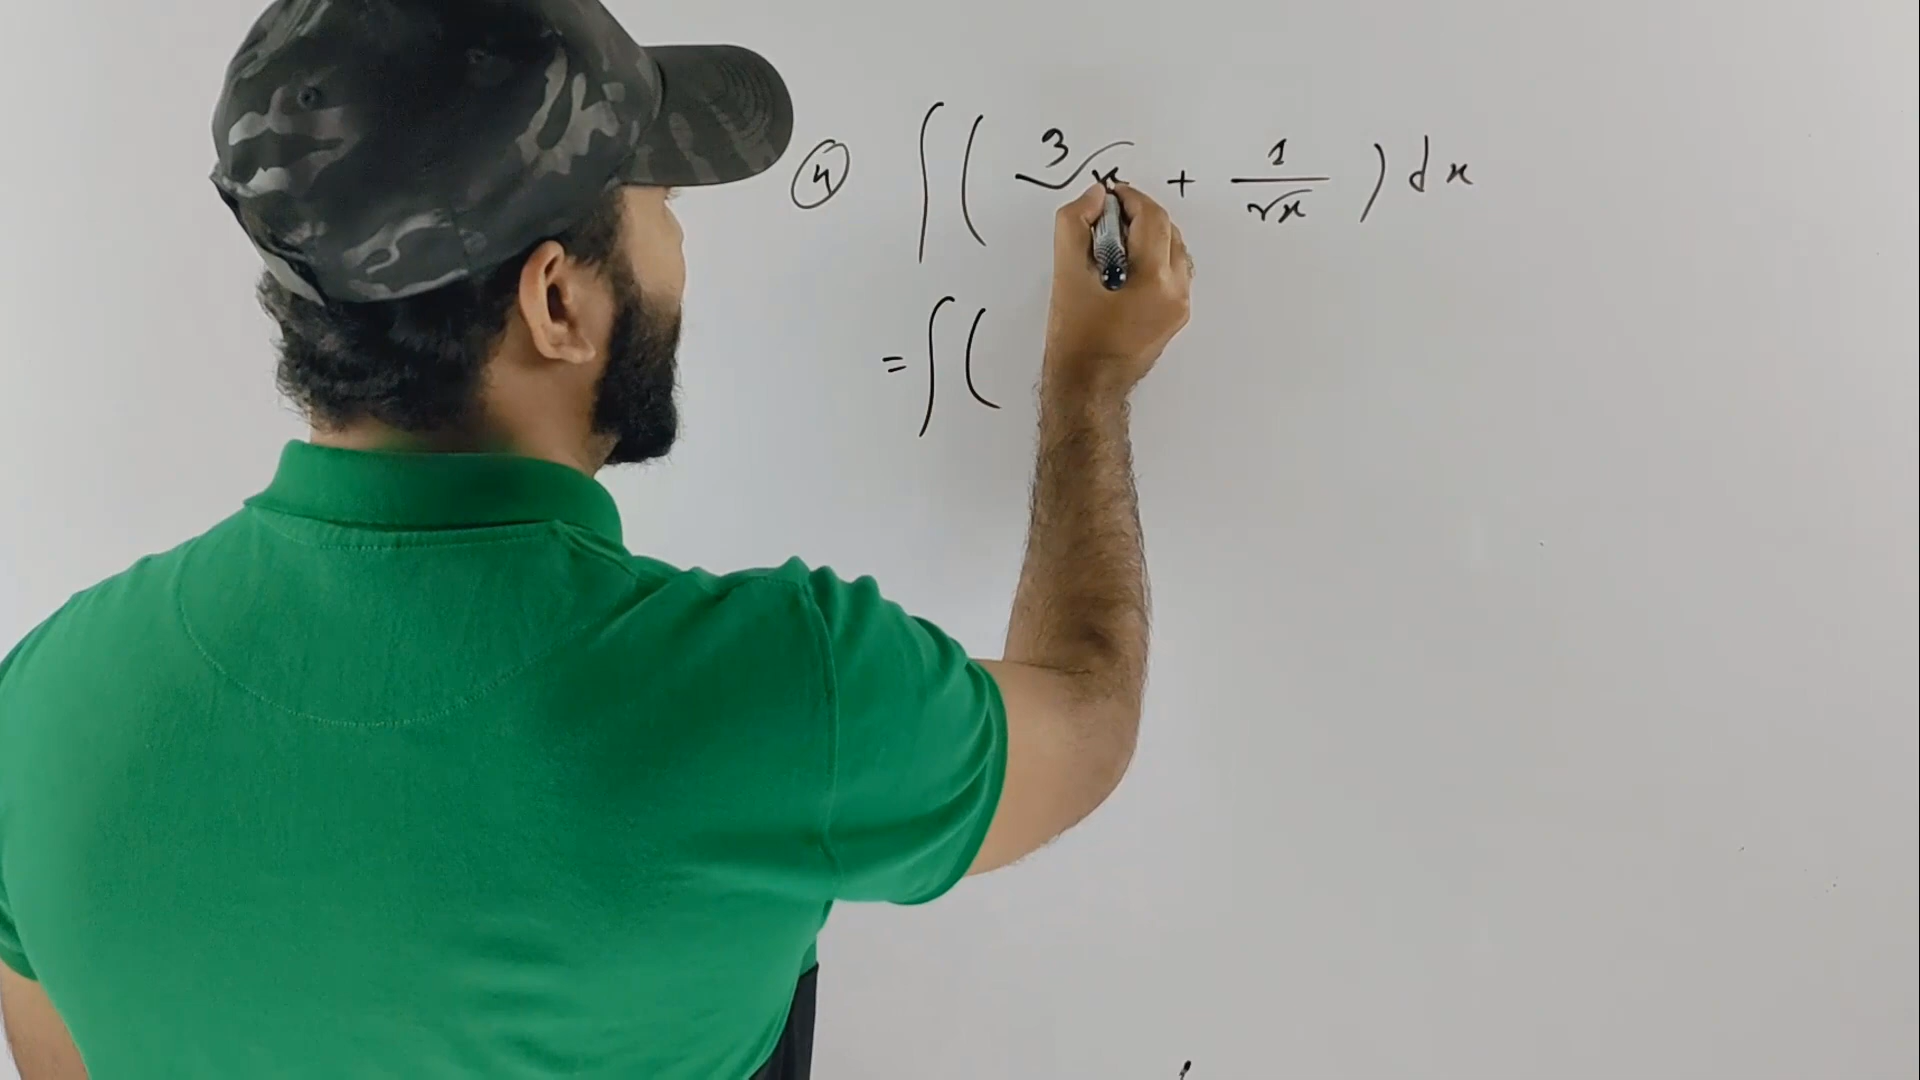 ④ ∫ ( ∛x + 1/√x ) dx
= ∫ (